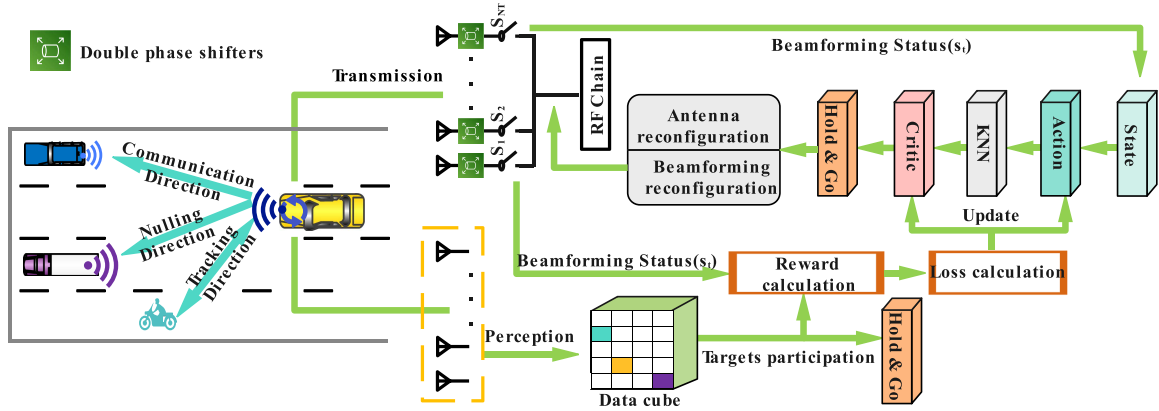 Double phase shifters
Transmission
S_NT
S_2
S_1
RF Chain
Beamforming Status(s_t)
Antenna
reconfiguration
Beamforming
reconfiguration
Hold & Go
Critic
KNN
Action
State
Update
Communication
Direction
Nulling
Direction
Tracking
Direction
Beamforming Status(s_t)
Reward
calculation
Loss calculation
Perception
Targets participation
Hold & Go
Data cube